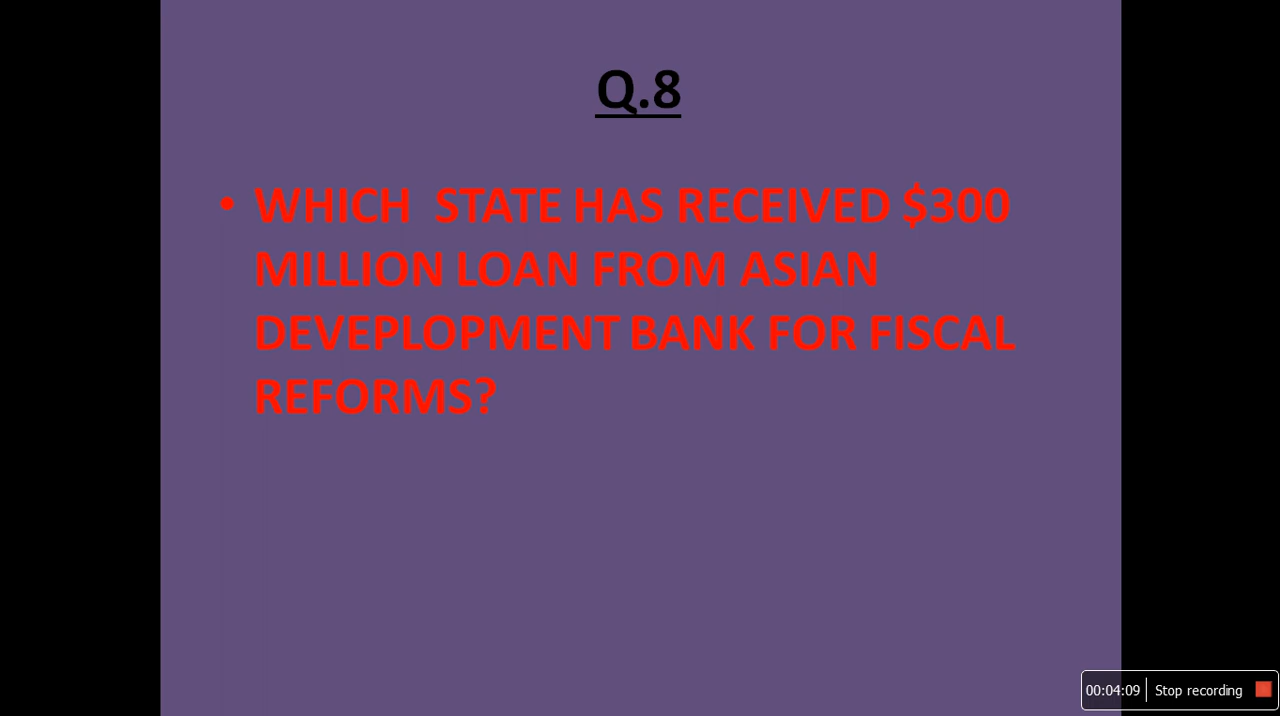 Q.8
• WHICH STATE HAS RECEIVED $300
MILLION LOAN FROM ASIAN
DEVEPLOPMENT BANK FOR FISCAL
REFORMS?
00:04:09 Stop recording